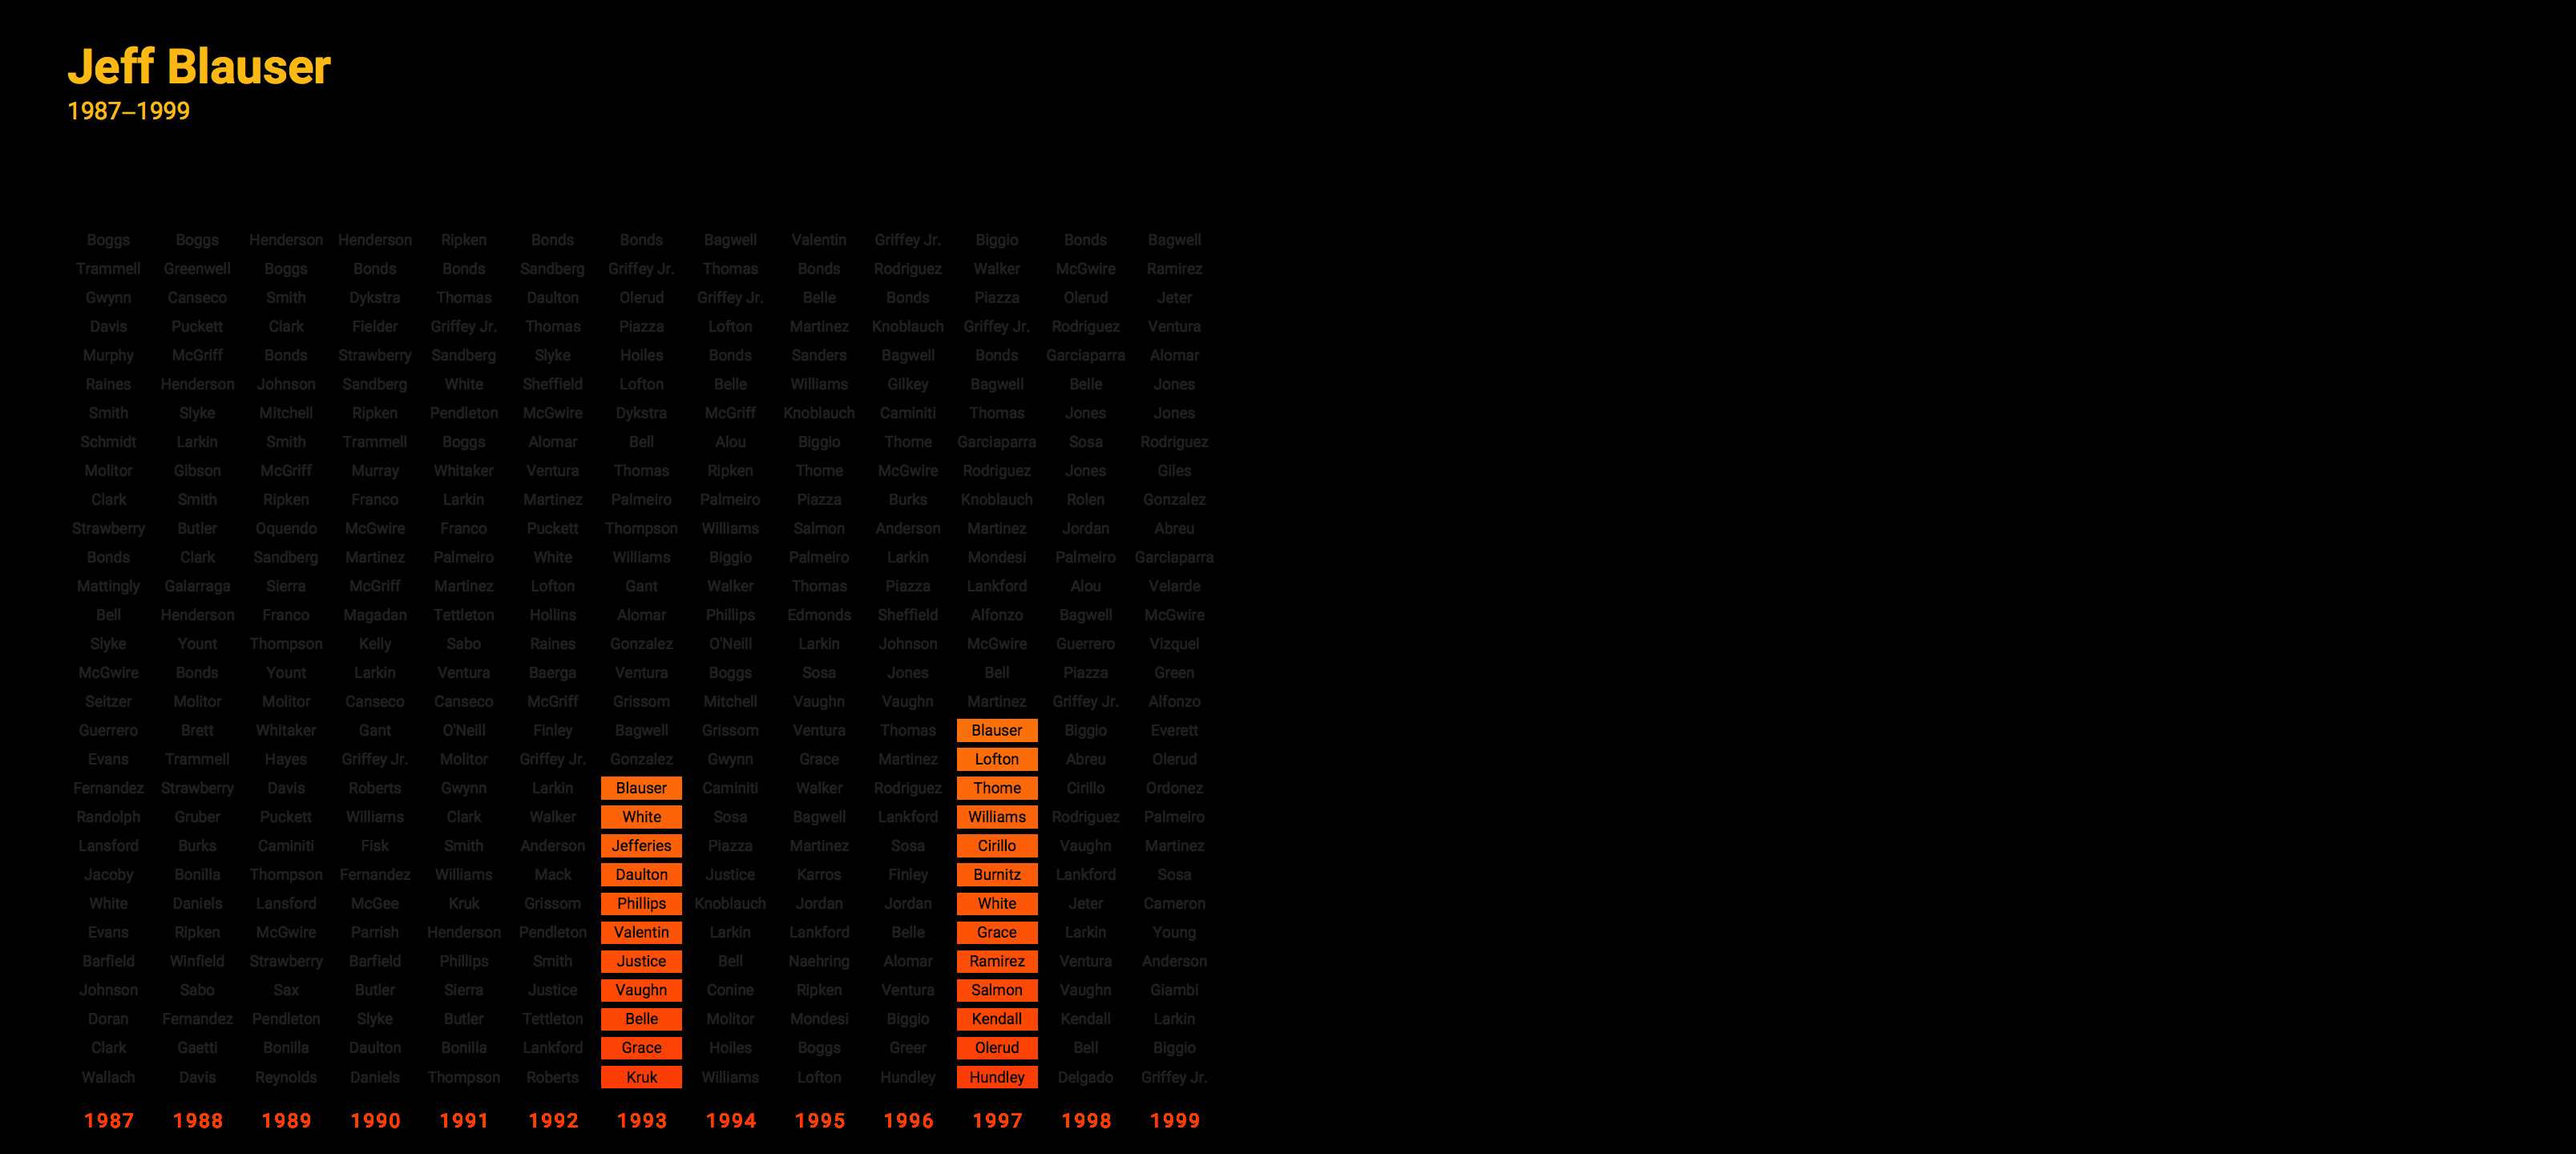 Jeff Blauser
1987–1999
Boggs Boggs Henderson Henderson Ripken Bonds Bonds Bagwell Valentin Griffey Jr. Biggio Bonds Bagwell
Trammell Greenwell Boggs Bonds Bonds Sandberg Griffey Jr. Thomas Bonds Rodriguez Walker McGwire Ramirez
Gwynn Canseco Smith Dykstra Thomas Daulton Olerud Griffey Jr. Belle Bonds Piazza Olerud Jeter
Davis Puckett Clark Fielder Griffey Jr. Thomas Piazza Lofton Martinez Knoblauch Griffey Jr. Rodriguez Ventura
Murphy McGriff Bonds Strawberry Sandberg Slyke Hoiles Bonds Sanders Bagwell Bonds Garciaparra Alomar
Raines Henderson Johnson Sandberg White Sheffield Lofton Belle Williams Gilkey Bagwell Belle Jones
Smith Slyke Mitchell Ripken Pendleton McGwire Dykstra McGriff Knoblauch Caminiti Thomas Jones Jones
Schmidt Larkin Smith Trammell Boggs Alomar Bell Alou Biggio Thome Garciaparra Sosa Rodriguez
Molitor Gibson McGriff Murray Whitaker Ventura Thomas Ripken Thome McGwire Rodriguez Jones Giles
Clark Smith Ripken Franco Larkin Martinez Palmeiro Palmeiro Piazza Burks Knoblauch Rolen Gonzalez
Strawberry Butler Oquendo McGwire Franco Puckett Thompson Williams Salmon Anderson Martinez Jordan Abreu
Bonds Clark Sandberg Martinez Palmeiro White Williams Biggio Palmeiro Larkin Mondesi Palmeiro Garciaparra
Mattingly Galarraga Sierra McGriff Martinez Lofton Gant Walker Thomas Piazza Lankford Alou Velarde
Bell Henderson Franco Magadan Tettleton Hollins Alomar Phillips Edmonds Sheffield Alfonzo Bagwell McGwire
Slyke Yount Thompson Kelly Sabo Raines Gonzalez O'Neill Larkin Johnson McGwire Guerrero Vizquel
McGwire Bonds Yount Larkin Ventura Baerga Ventura Boggs Sosa Jones Bell Piazza Green
Seitzer Molitor Molitor Canseco Canseco McGriff Grissom Mitchell Vaughn Vaughn Martinez Griffey Jr. Alfonzo
Guerrero Brett Whitaker Gant O'Neill Finley Bagwell Grissom Ventura Thomas Blauser Biggio Everett
Evans Trammell Hayes Griffey Jr. Molitor Griffey Jr. Gonzalez Gwynn Grace Martinez Lofton Abreu Olerud
Fernandez Strawberry Davis Roberts Gwynn Larkin Blauser Caminiti Walker Rodriguez Thome Cirillo Ordonez
Randolph Gruber Puckett Williams Clark Walker White Sosa Bagwell Lankford Williams Rodriguez Palmeiro
Lansford Burks Caminiti Fisk Smith Anderson Jefferies Piazza Martinez Sosa Cirillo Vaughn Martinez
Jacoby Bonilla Thompson Fernandez Williams Mack Daulton Justice Karros Finley Burnitz Lankford Sosa
White Daniels Lansford McGee Kruk Grissom Phillips Knoblauch Jordan Jordan White Jeter Cameron
Evans Ripken McGwire Parrish Henderson Pendleton Valentin Larkin Lankford Belle Grace Larkin Young
Barfield Winfield Strawberry Barfield Phillips Smith Justice Bell Naehring Alomar Ramirez Ventura Anderson
Johnson Sabo Sax Butler Sierra Justice Vaughn Conine Ripken Ventura Salmon Vaughn Giambi
Doran Fernandez Pendleton Slyke Butler Tettleton Belle Molitor Mondesi Biggio Kendall Kendall Larkin
Clark Gaetti Bonilla Daulton Bonilla Lankford Grace Hoiles Boggs Greer Olerud Bell Biggio
Wallach Davis Reynolds Daniels Thompson Roberts Kruk Williams Lofton Hundley Hundley Delgado Griffey Jr.
1987 1988 1989 1990 1991 1992 1993 1994 1995 1996 1997 1998 1999